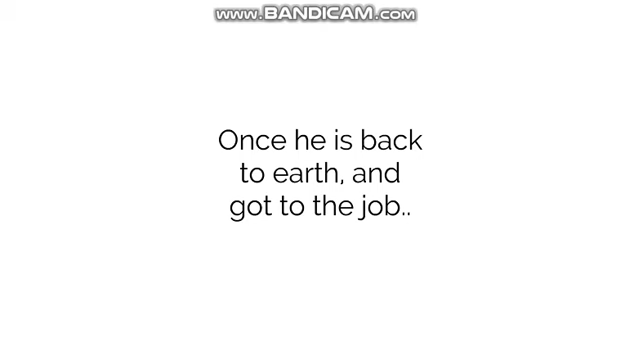 www.BANDICAM.com
Once he is back
to earth, and
got to the job..